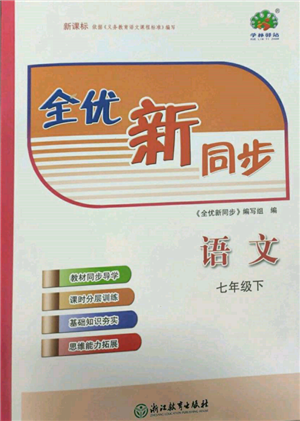 新课标 依据《义务教育语文课程标准》编写
学林驿站
全优
新
同步
《全优新同步》编写组 编
语文
七年级下
教材同步导学
课时分层训练
基础知识夯实
思维能力拓展
浙江教育出版社